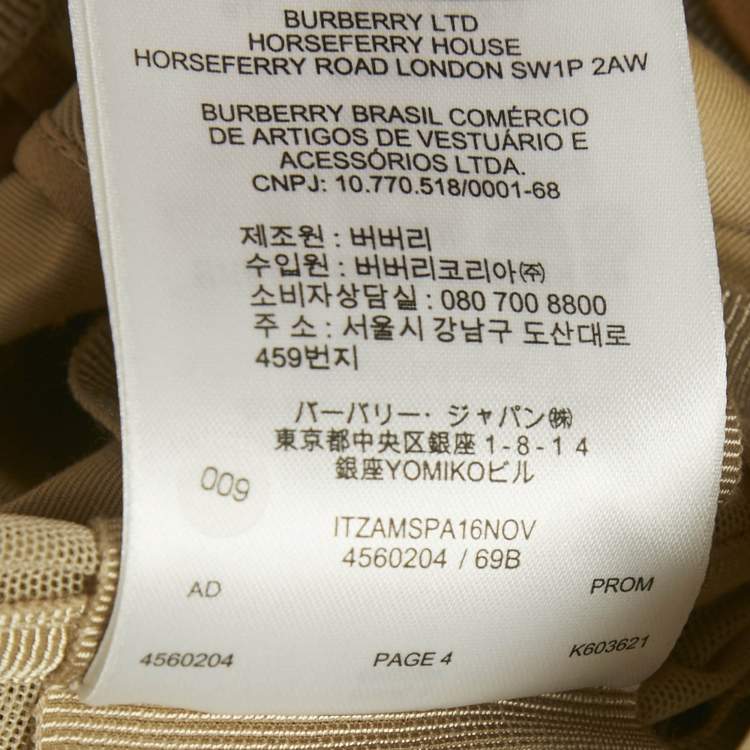 BURBERRY LTD
HORSEFERRY HOUSE
HORSEFERRY ROAD LONDON SW1P 2AW
BURBERRY BRASIL COMÉRCIO
DE ARTIGOS DE VESTUÁRIO E
ACESSÓRIOS LTDA.
CNPJ: 10.770.518/0001-68
제조원 : 버버리
수입원 : 버버리코리아㈜
소비자상담실 : 080 700 8800
주 소 : 서울시 강남구 도산대로
459번지
バーバリー・ジャパン㈱
東京都中央区銀座 1-8-14
銀座YOMIKOビル
009
ITZAMSPA16NOV
4560204 / 69B
AD PROM
4560204 PAGE 4 K603621